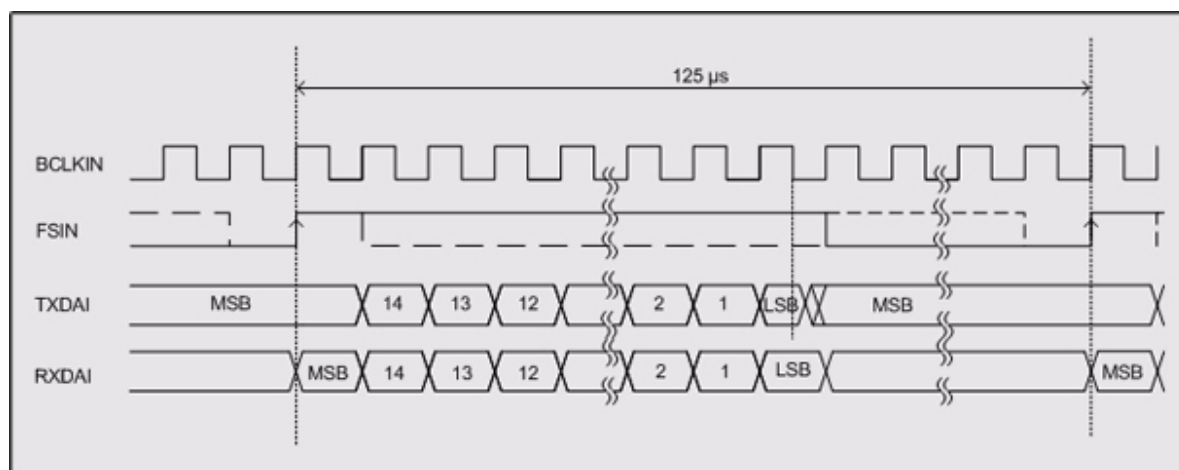 125 µs
BCLKIN
FSIN
TXDAI MSB 14 13 12 2 1 LSB MSB
RXDAI MSB 14 13 12 2 1 LSB MSB